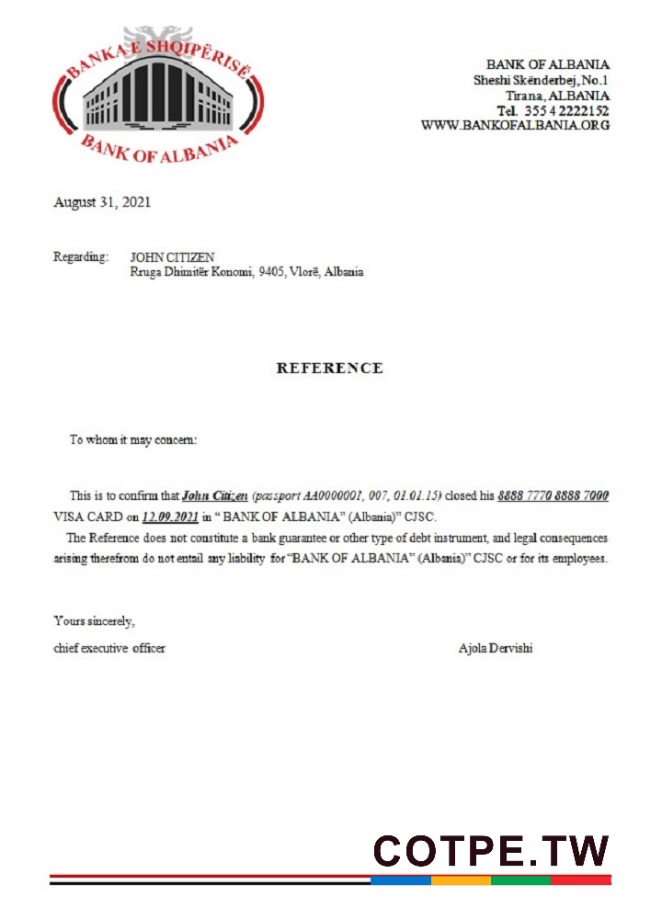 BANKA E SHQIPËRISË
BANK OF ALBANIA
BANK OF ALBANIA
Sheshi Skënderbej, No.1
Tirana, ALBANIA
Tel. 355 4 2222152
WWW.BANKOFALBANIA.ORG
August 31, 2021
Regarding: JOHN CITIZEN
Rruga Dhimitër Konomi, 9405, Vlorë, Albania
REFERENCE
To whom it may concern:
This is to confirm that John Citizen (passport AA0000001, 007, 01.01.15) closed his 8888 7770 8888 7000
VISA CARD on 12.09.2021 in “ BANK OF ALBANIA” (Albania)” CJSC.
The Reference does not constitute a bank guarantee or other type of debt instrument, and legal consequences
arising therefrom do not entail any liability for “BANK OF ALBANIA” (Albania)” CJSC or for its employees.
Yours sincerely,
chief executive officer Ajola Dervishi
COTPE.TW